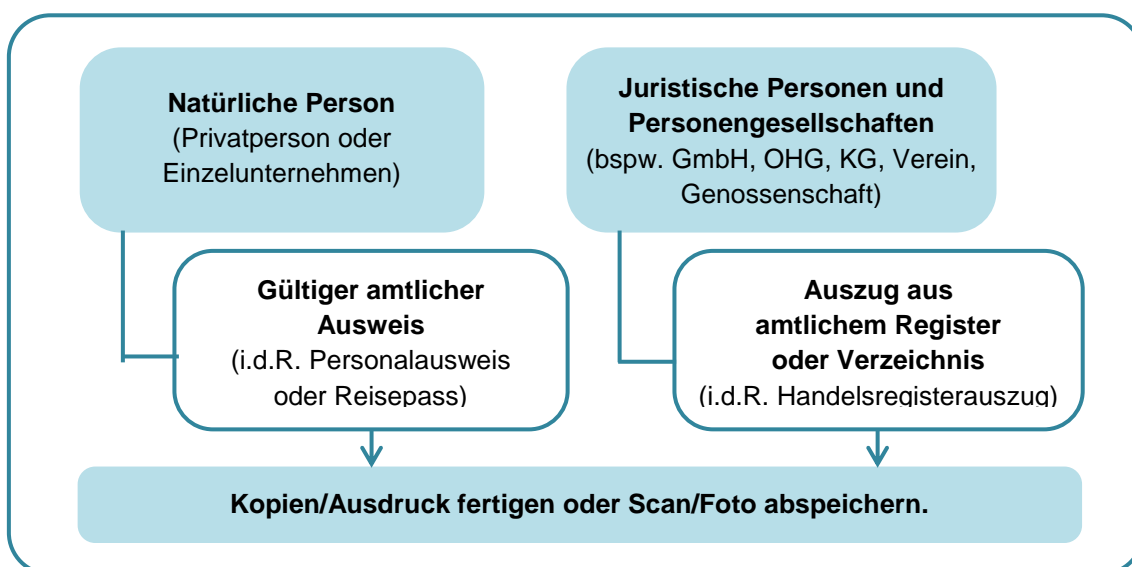 Natürliche Person
(Privatperson oder
Einzelunternehmen)
Juristische Personen und
Personengesellschaften
(bspw. GmbH, OHG, KG, Verein,
Genossenschaft)
Gültiger amtlicher
Ausweis
(i.d.R. Personalausweis
oder Reisepass)
Auszug aus
amtlichem Register
oder Verzeichnis
(i.d.R. Handelsregisterauszug)
Kopien/Ausdruck fertigen oder Scan/Foto abspeichern.